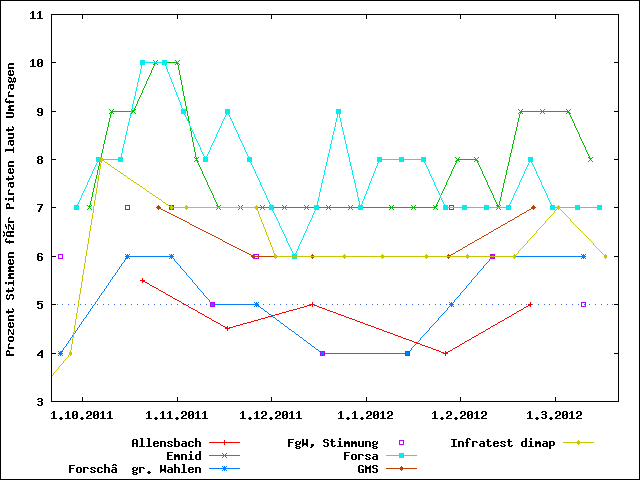 Prozent Stimmen fÃ¼r Piraten laut Umfragen
11
10
9
8
7
6
5
4
3
1.10.2011 1.11.2011 1.12.2011 1.1.2012 1.2.2012 1.3.2012
Allensbach FgW, Stimmung Infratest dimap
Emnid Forsa
Forschâ gr. Wahlen GMS